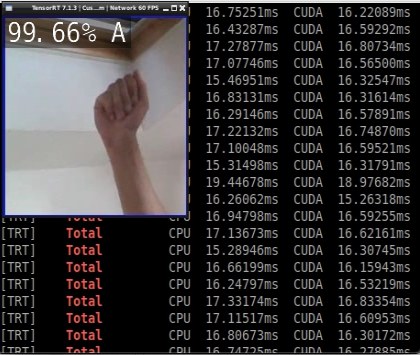 TensorRT 7.1.3 | Cus...m | Network 60 FPS
99.66% A
16.75251ms CUDA 16.22089ms
16.43287ms CUDA 16.59292ms
17.27877ms CUDA 16.80734ms
17.07746ms CUDA 16.56500ms
15.46951ms CUDA 16.32547ms
16.83131ms CUDA 16.31614ms
16.29146ms CUDA 16.57891ms
17.22132ms CUDA 16.74870ms
17.10048ms CUDA 16.59521ms
15.31498ms CUDA 16.31791ms
19.44678ms CUDA 18.97682ms
16.26062ms CUDA 15.26318ms
[TRT] Total CPU 16.94798ms CUDA 16.59255ms
[TRT] Total CPU 17.13673ms CUDA 16.62161ms
[TRT] Total CPU 15.28946ms CUDA 16.30745ms
[TRT] Total CPU 16.66199ms CUDA 16.15943ms
[TRT] Total CPU 16.24797ms CUDA 16.53219ms
[TRT] Total CPU 17.33174ms CUDA 16.83354ms
[TRT] Total CPU 17.11517ms CUDA 16.60953ms
[TRT] Total CPU 16.80673ms CUDA 16.30172ms
[TRT] Total CPU 16.74725ms CUDA 16.27885ms